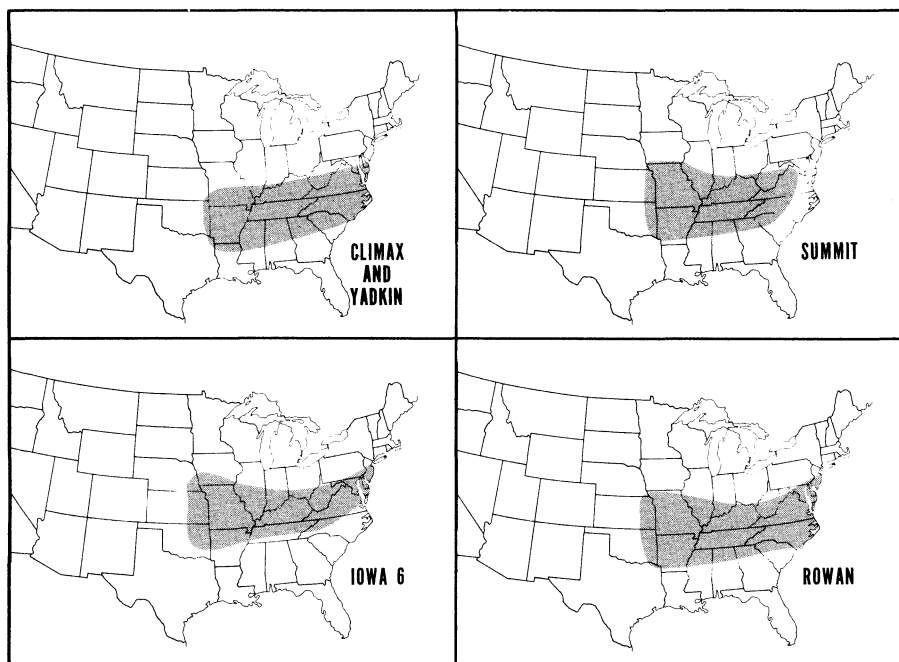 CLIMAX
AND
YADKIN
SUMMIT
IOWA 6
ROWAN